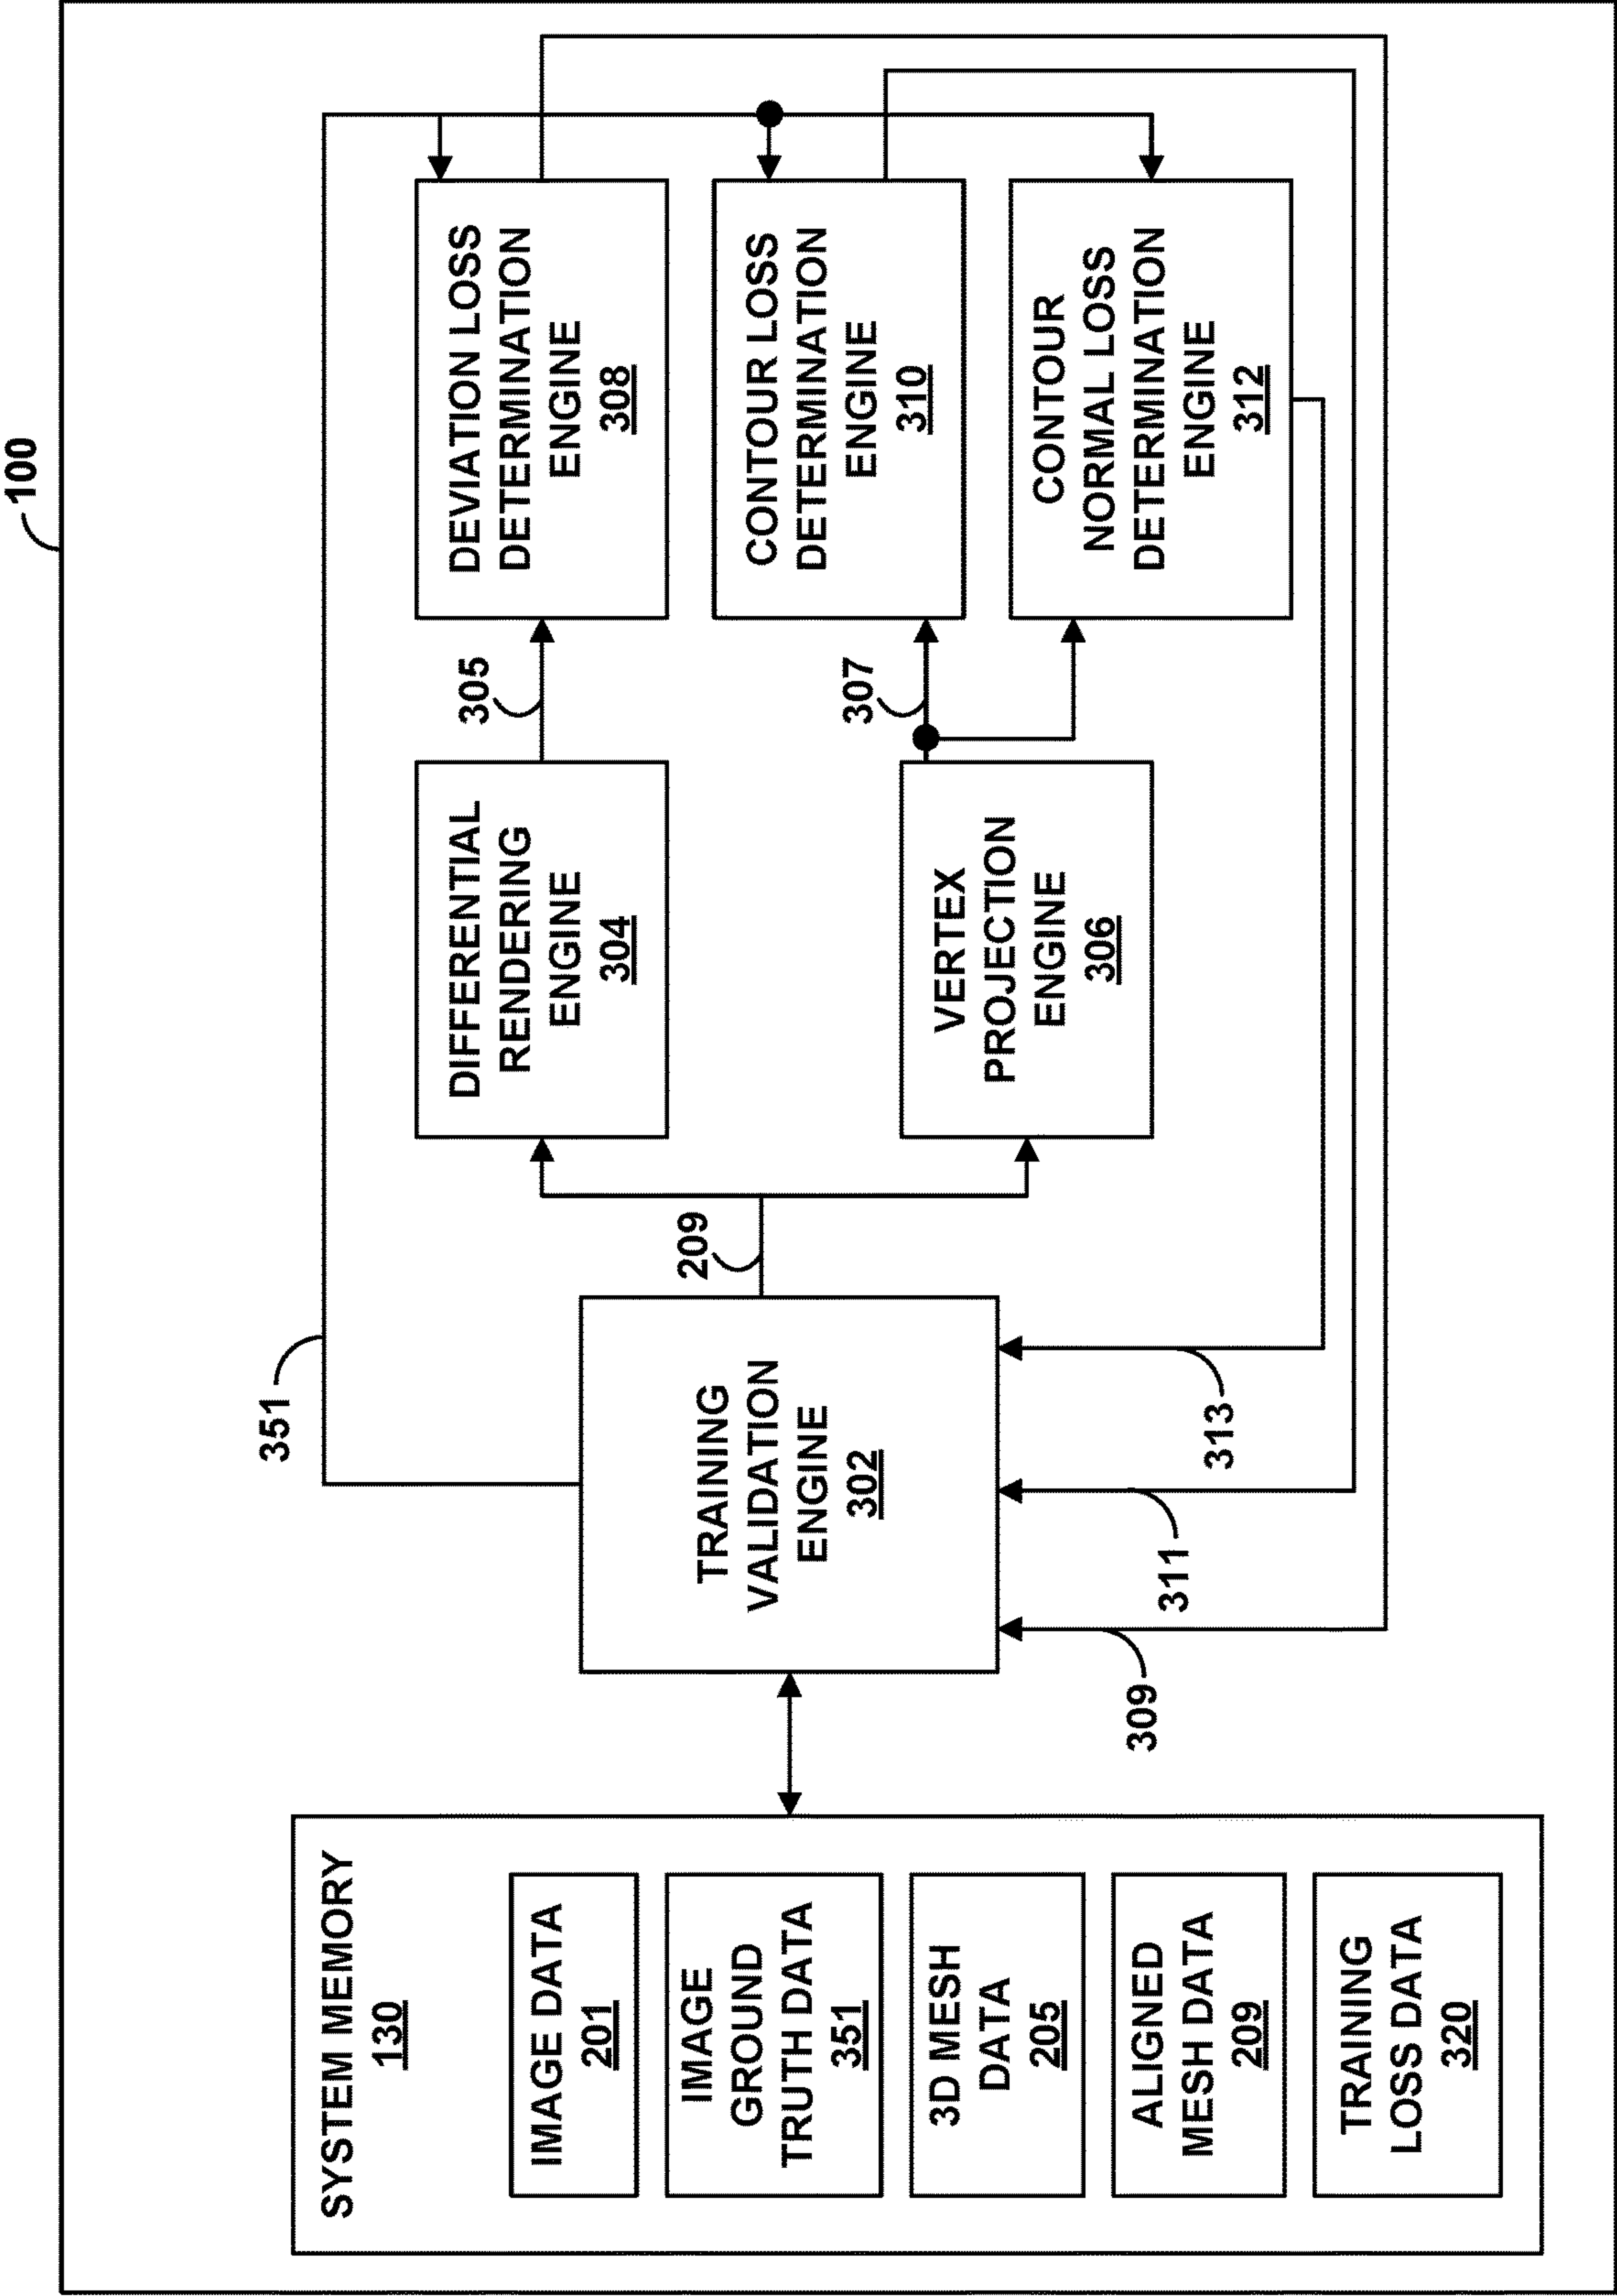 100
SYSTEM MEMORY
130
IMAGE DATA
201
IMAGE
GROUND
TRUTH DATA
351
3D MESH
DATA
205
ALIGNED
MESH DATA
209
TRAINING
LOSS DATA
320
351
TRAINING
VALIDATION
ENGINE
302
309
311
313
209
DIFFERENTIAL
RENDERING
ENGINE
304
VERTEX
PROJECTION
ENGINE
306
305
307
DEVIATION LOSS
DETERMINATION
ENGINE
308
CONTOUR LOSS
DETERMINATION
ENGINE
310
CONTOUR
NORMAL LOSS
DETERMINATION
ENGINE
312